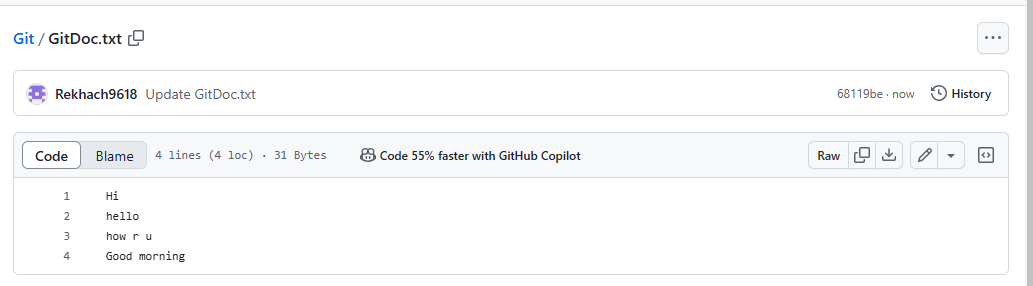 Git / GitDoc.txt
Rekhach9618 Update GitDoc.txt 68119be · now History
Code Blame 4 lines (4 loc) · 31 Bytes Code 55% faster with GitHub Copilot Raw
1 Hi
2 hello
3 how r u
4 Good morning